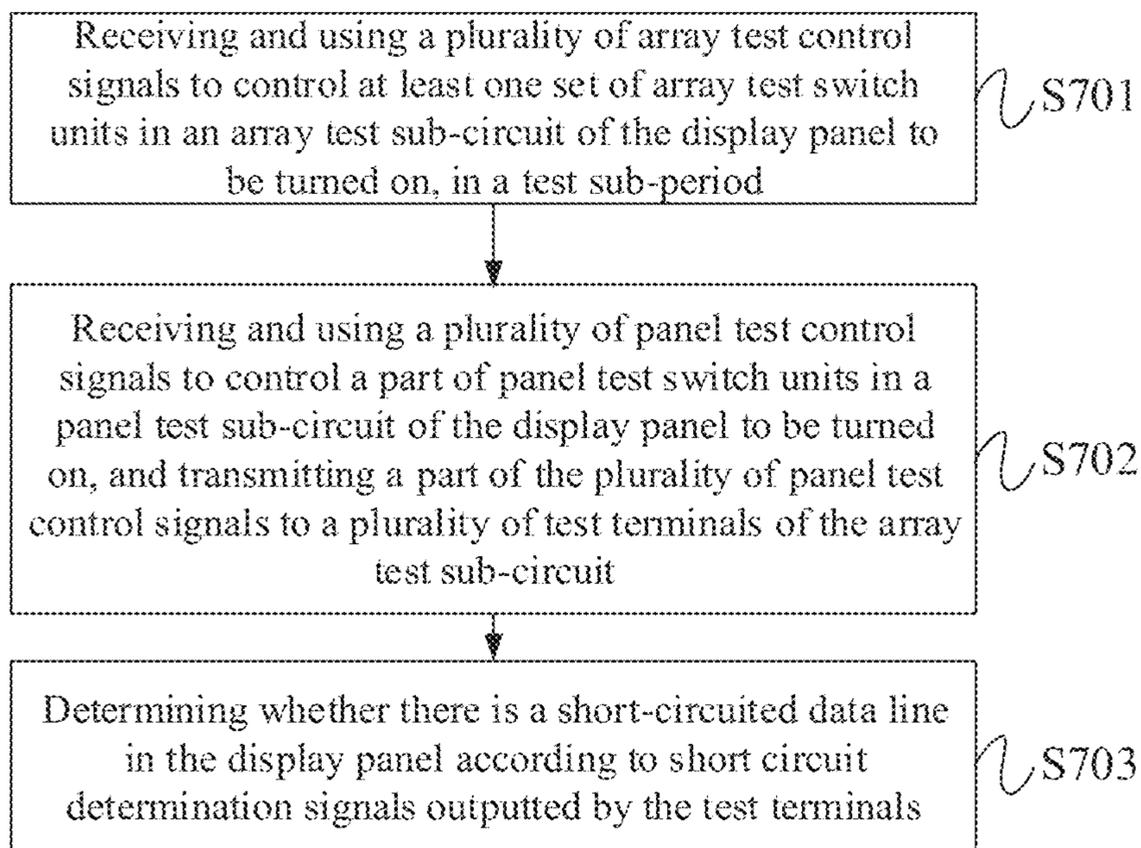 Receiving and using a plurality of array test control
signals to control at least one set of array test switch
units in an array test sub-circuit of the display panel to
be turned on, in a test sub-period
S701
Receiving and using a plurality of panel test control
signals to control a part of panel test switch units in a
panel test sub-circuit of the display panel to be turned
on, and transmitting a part of the plurality of panel test
control signals to a plurality of test terminals of the array
test sub-circuit
S702
Determining whether there is a short-circuited data line
in the display panel according to short circuit
determination signals outputted by the test terminals
S703